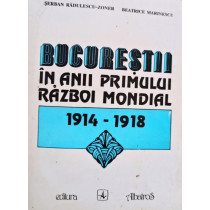 ŞERBAN RĂDULESCU-ZONER
BEATRICE MARINESCU
BUCUREŞTII
ÎN ANII PRIMULUI
RĂZBOI MONDIAL
1914 - 1918
editura Albatros